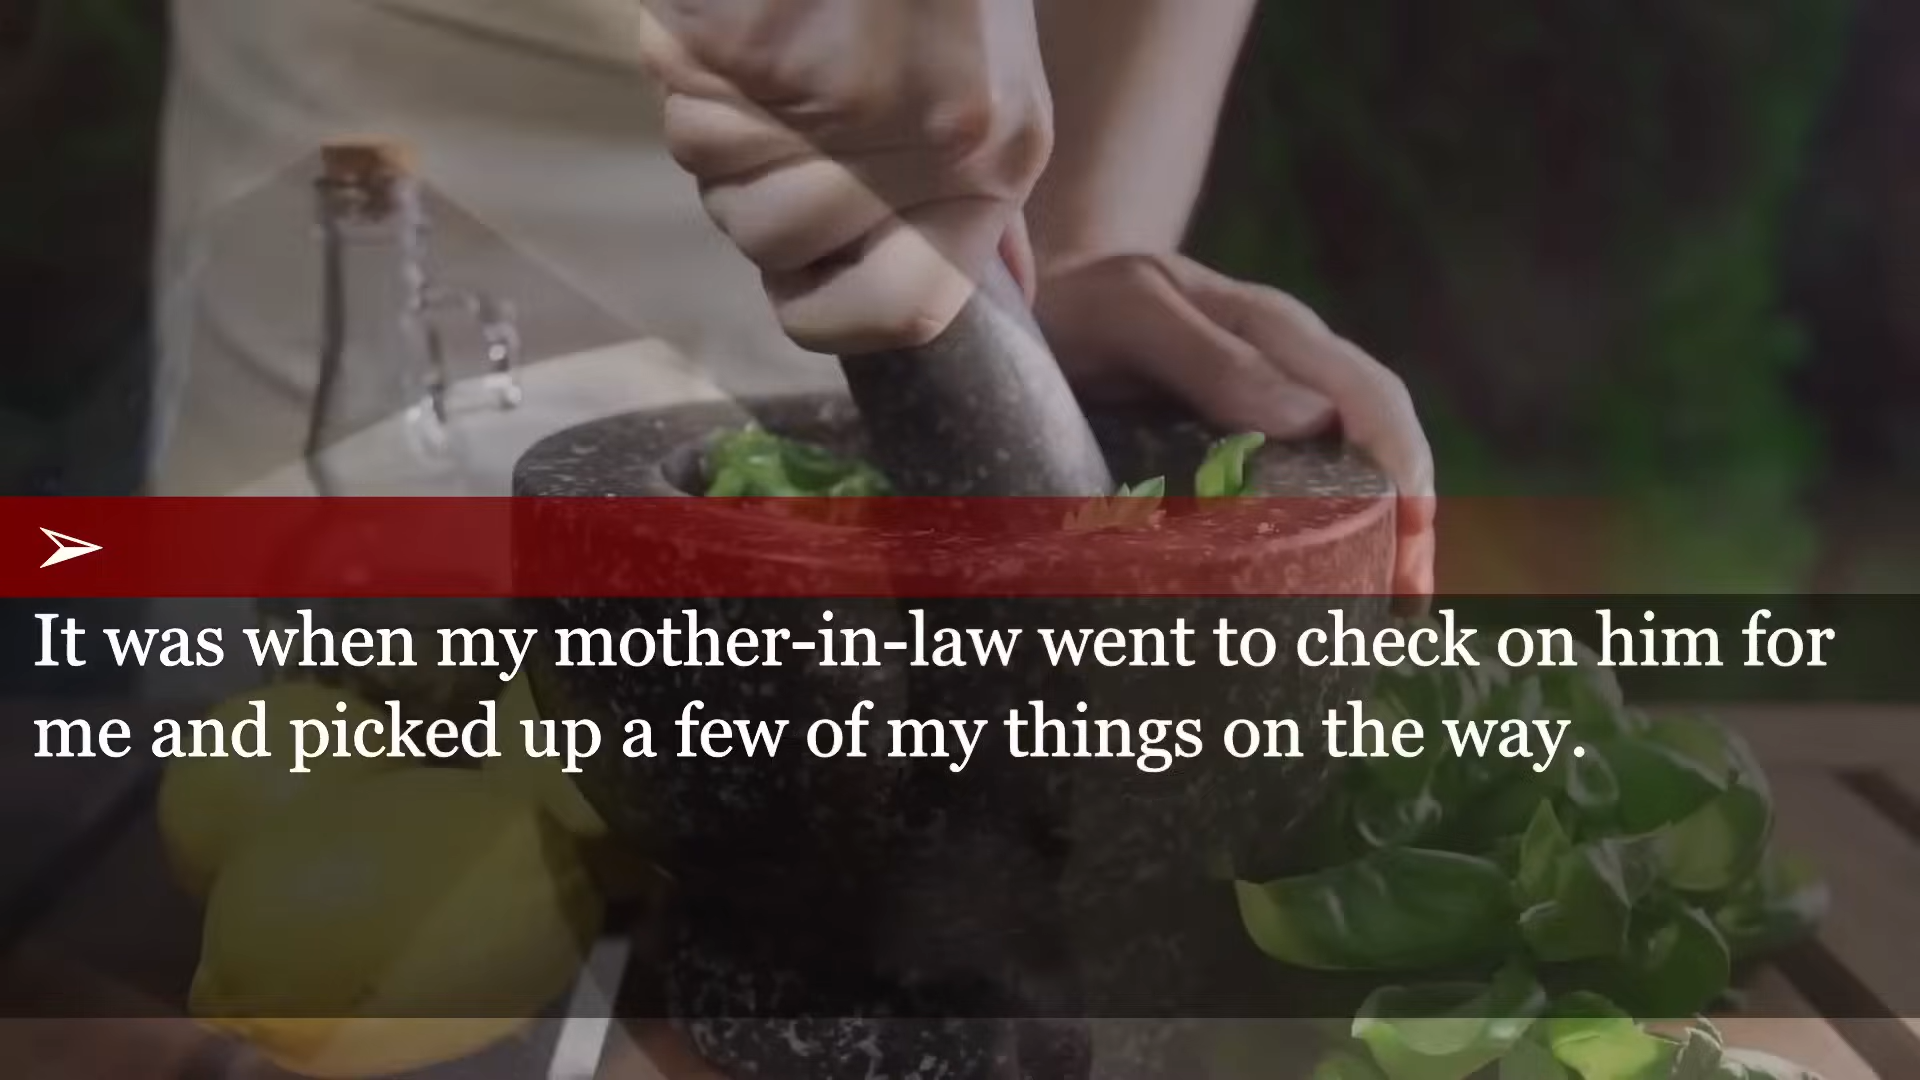 It was when my mother-in-law went to check on him for
me and picked up a few of my things on the way.